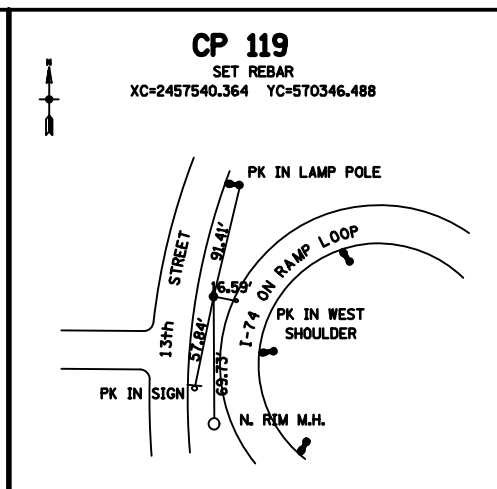 CP 119
SET REBAR
XC=2457540.364 YC=570346.488
N
PK IN LAMP POLE
91.41'
STREET
13th
16.59'
I-74 ON RAMP LOOP
PK IN WEST
SHOULDER
57.84'
69.73'
PK IN SIGN
N. RIM M.H.